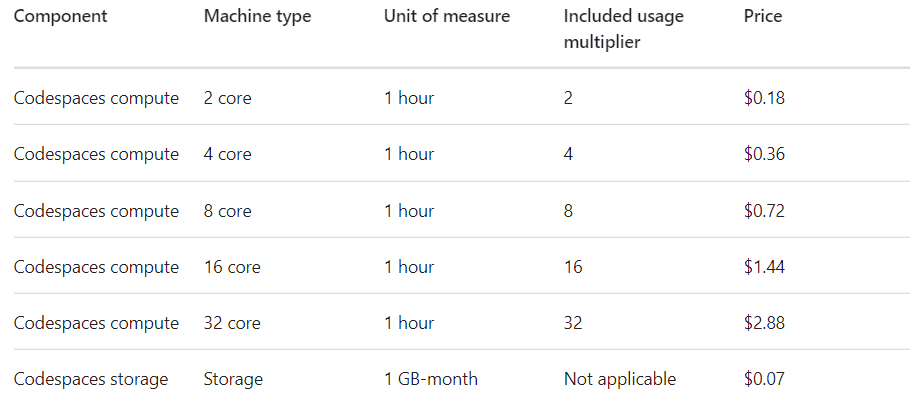 Component Machine type Unit of measure Included usage multiplier Price
Codespaces compute 2 core 1 hour 2 $0.18
Codespaces compute 4 core 1 hour 4 $0.36
Codespaces compute 8 core 1 hour 8 $0.72
Codespaces compute 16 core 1 hour 16 $1.44
Codespaces compute 32 core 1 hour 32 $2.88
Codespaces storage Storage 1 GB-month Not applicable $0.07